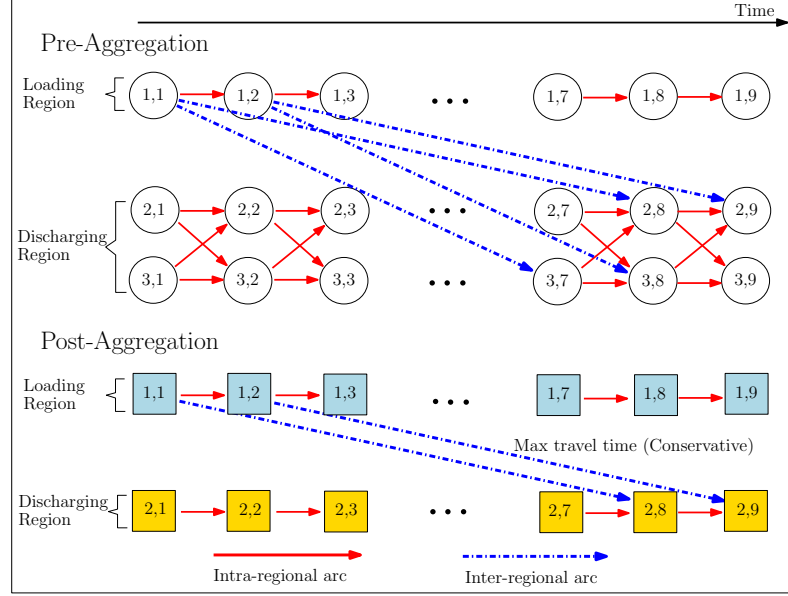 Time
Pre-Aggregation
Loading
Region
1,1 1,2 1,3 ... 1,7 1,8 1,9
Discharging
Region
2,1 2,2 2,3 ... 2,7 2,8 2,9
3,1 3,2 3,3 ... 3,7 3,8 3,9
Post-Aggregation
Loading
Region
1,1 1,2 1,3 ... 1,7 1,8 1,9
Max travel time (Conservative)
Discharging
Region
2,1 2,2 2,3 ... 2,7 2,8 2,9
Intra-regional arc
Inter-regional arc